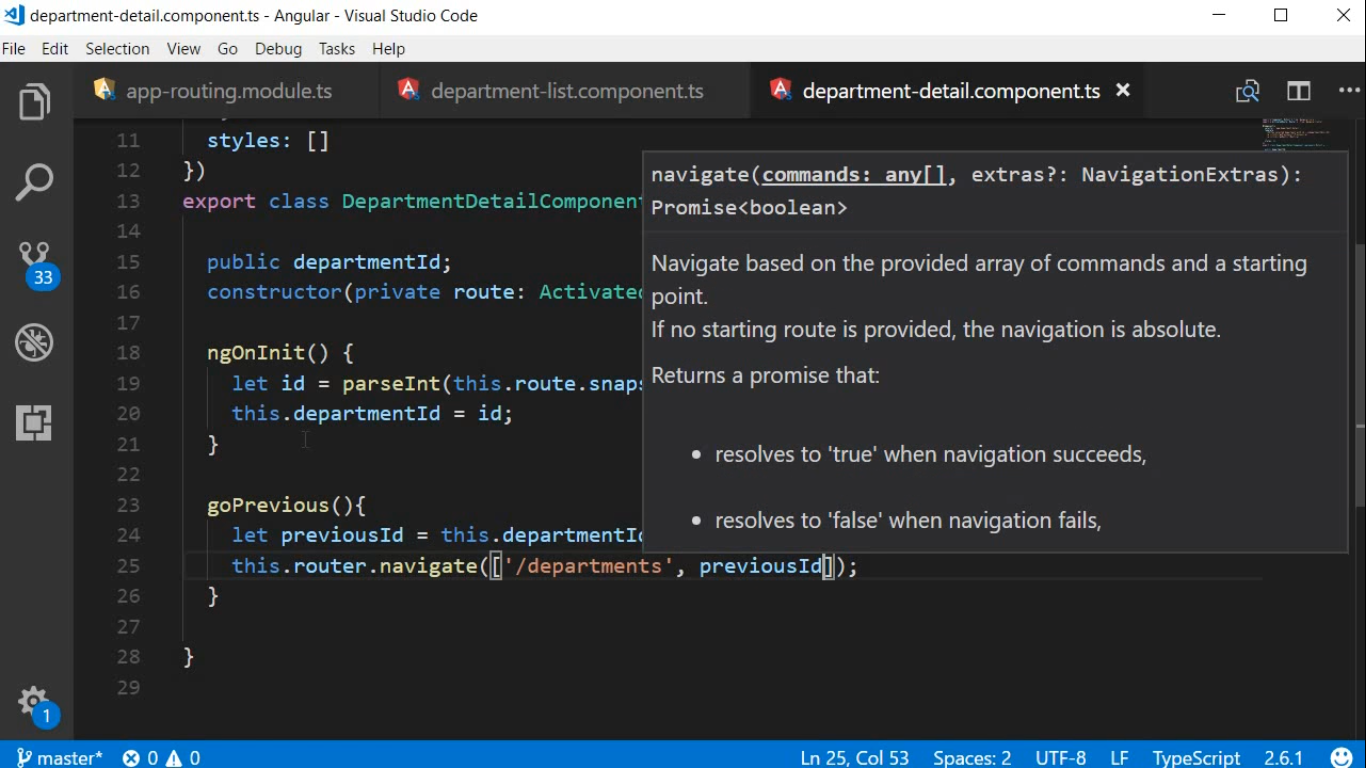 department-detail.component.ts - Angular - Visual Studio Code
File Edit Selection View Go Debug Tasks Help
app-routing.module.ts department-list.component.ts department-detail.component.ts
11 styles: []
12 })
13 export class DepartmentDetailComponent
14
15 public departmentId;
16 constructor(private route: Activated
17
18 ngOnInit() {
19 let id = parseInt(this.route.snaps
20 this.departmentId = id;
21 }
22
23 goPrevious(){
24 let previousId = this.departmentId
25 this.router.navigate(['/departments', previousId]);
26 }
27
28 }
29
navigate(commands: any[], extras?: NavigationExtras):
Promise<boolean>
Navigate based on the provided array of commands and a starting
point.
If no starting route is provided, the navigation is absolute.
Returns a promise that:
• resolves to 'true' when navigation succeeds,
• resolves to 'false' when navigation fails,
33
1
master* 0 0 Ln 25, Col 53 Spaces: 2 UTF-8 LF TypeScript 2.6.1